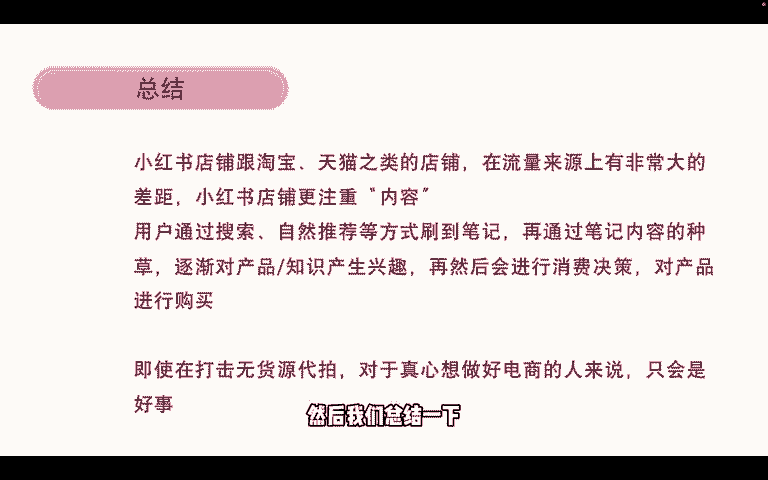 总结
小红书店铺跟淘宝、天猫之类的店铺，在流量来源上有非常大的
差距，小红书店铺更注重“内容”
用户通过搜索、自然推荐等方式刷到笔记，再通过笔记内容的种
草，逐渐对产品/知识产生兴趣，再然后会进行消费决策，对产品
进行购买
即使在打击无货源代拍，对于真心想做好电商的人来说，只会是
好事
然后我们总结一下